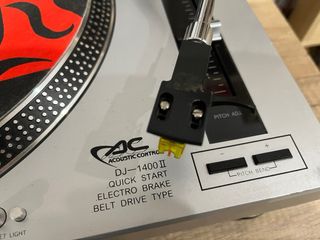 PITCH ADJ
AC
ACOUSTIC CONTROL
DJ-1400II
QUICK START
ELECTRO BRAKE
BELT DRIVE TYPE
- +
PITCH BEND
LIGHT